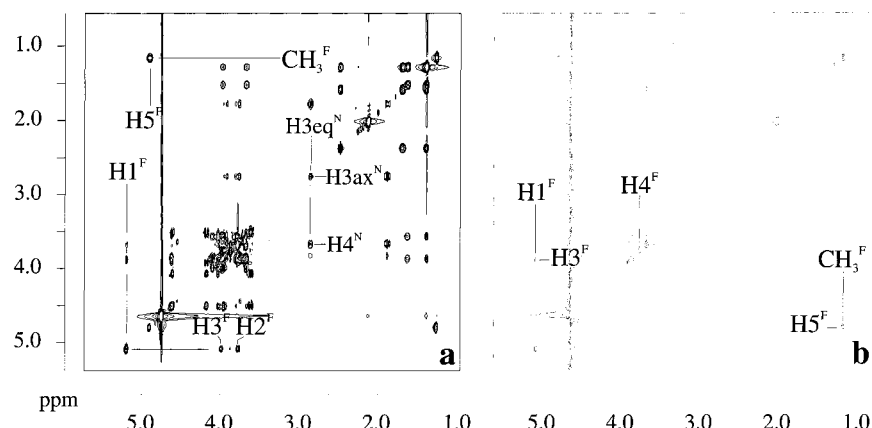 1.0
CH₃ᶠ
H5ᶠ
H3eqᴺ
2.0
H1ᶠ
H3axᴺ
H1ᶠ
H4ᶠ
3.0
H4ᴺ
H3ᶠ
CH₃ᶠ
4.0
H3ᶠ H2ᶠ
H5ᶠ
5.0
a
b
ppm
5.0 4.0 3.0 2.0 1.0 5.0 4.0 3.0 2.0 1.0